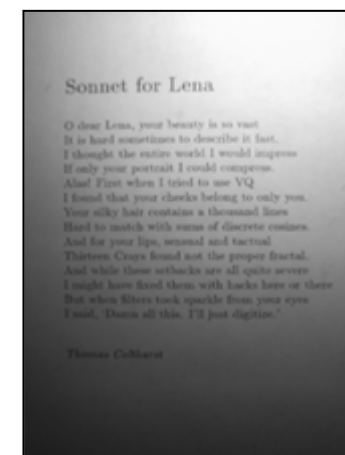 Sonnet for Lena
O dear Lena, your beauty is so vast
It is hard sometimes to describe it fast.
I thought the entire world I would impress
If only your portrait I could compress.
Alas! First when I tried to use VQ
I found that your cheeks belong to only you.
Your silky hair contains a thousand lines
Hard to match with sums of discrete cosines.
And for your lips, sensual and tactual
Thirteen Crays found not the proper fractal.
And while these setbacks are all quite severe
I might have fixed them with hacks here or there
But when filters took sparkle from your eyes
I said, 'Damn all this. I'll just digitize.'
Thomas Colthurst